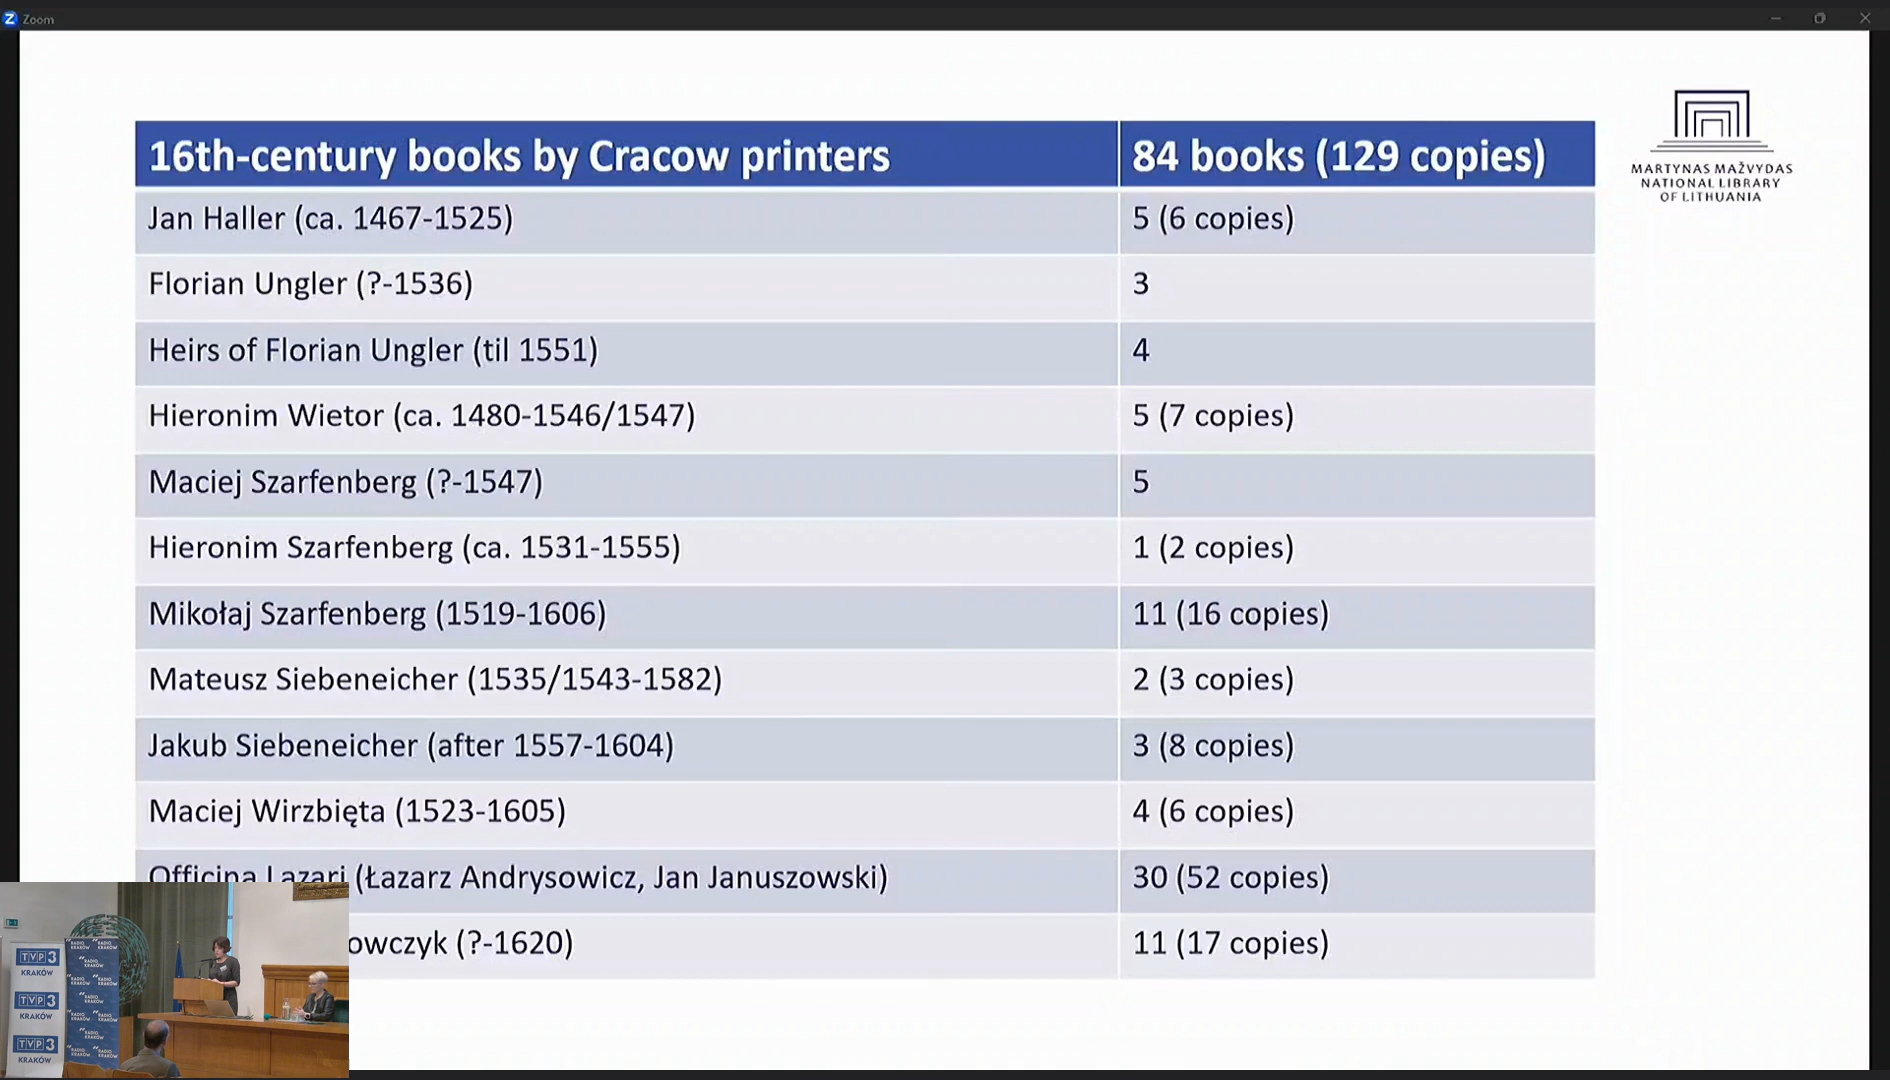 Zoom
16th-century books by Cracow printers 84 books (129 copies)
Jan Haller (ca. 1467-1525) 5 (6 copies)
Florian Ungler (?-1536) 3
Heirs of Florian Ungler (til 1551) 4
Hieronim Wietor (ca. 1480-1546/1547) 5 (7 copies)
Maciej Szarfenberg (?-1547) 5
Hieronim Szarfenberg (ca. 1531-1555) 1 (2 copies)
Mikołaj Szarfenberg (1519-1606) 11 (16 copies)
Mateusz Siebeneicher (1535/1543-1582) 2 (3 copies)
Jakub Siebeneicher (after 1557-1604) 3 (8 copies)
Maciej Wirzbięta (1523-1605) 4 (6 copies)
Officina Lazari (Łazarz Andrysowicz, Jan Januszowski) 30 (52 copies)
owczyk (?-1620) 11 (17 copies)
MARTYNAS MAŽVYDAS
NATIONAL LIBRARY
OF LITHUANIA
TVP3
KRAKÓW
TVP3
KRAKÓW
TVP3
KRAKÓW
RADIO
KRAKÓW